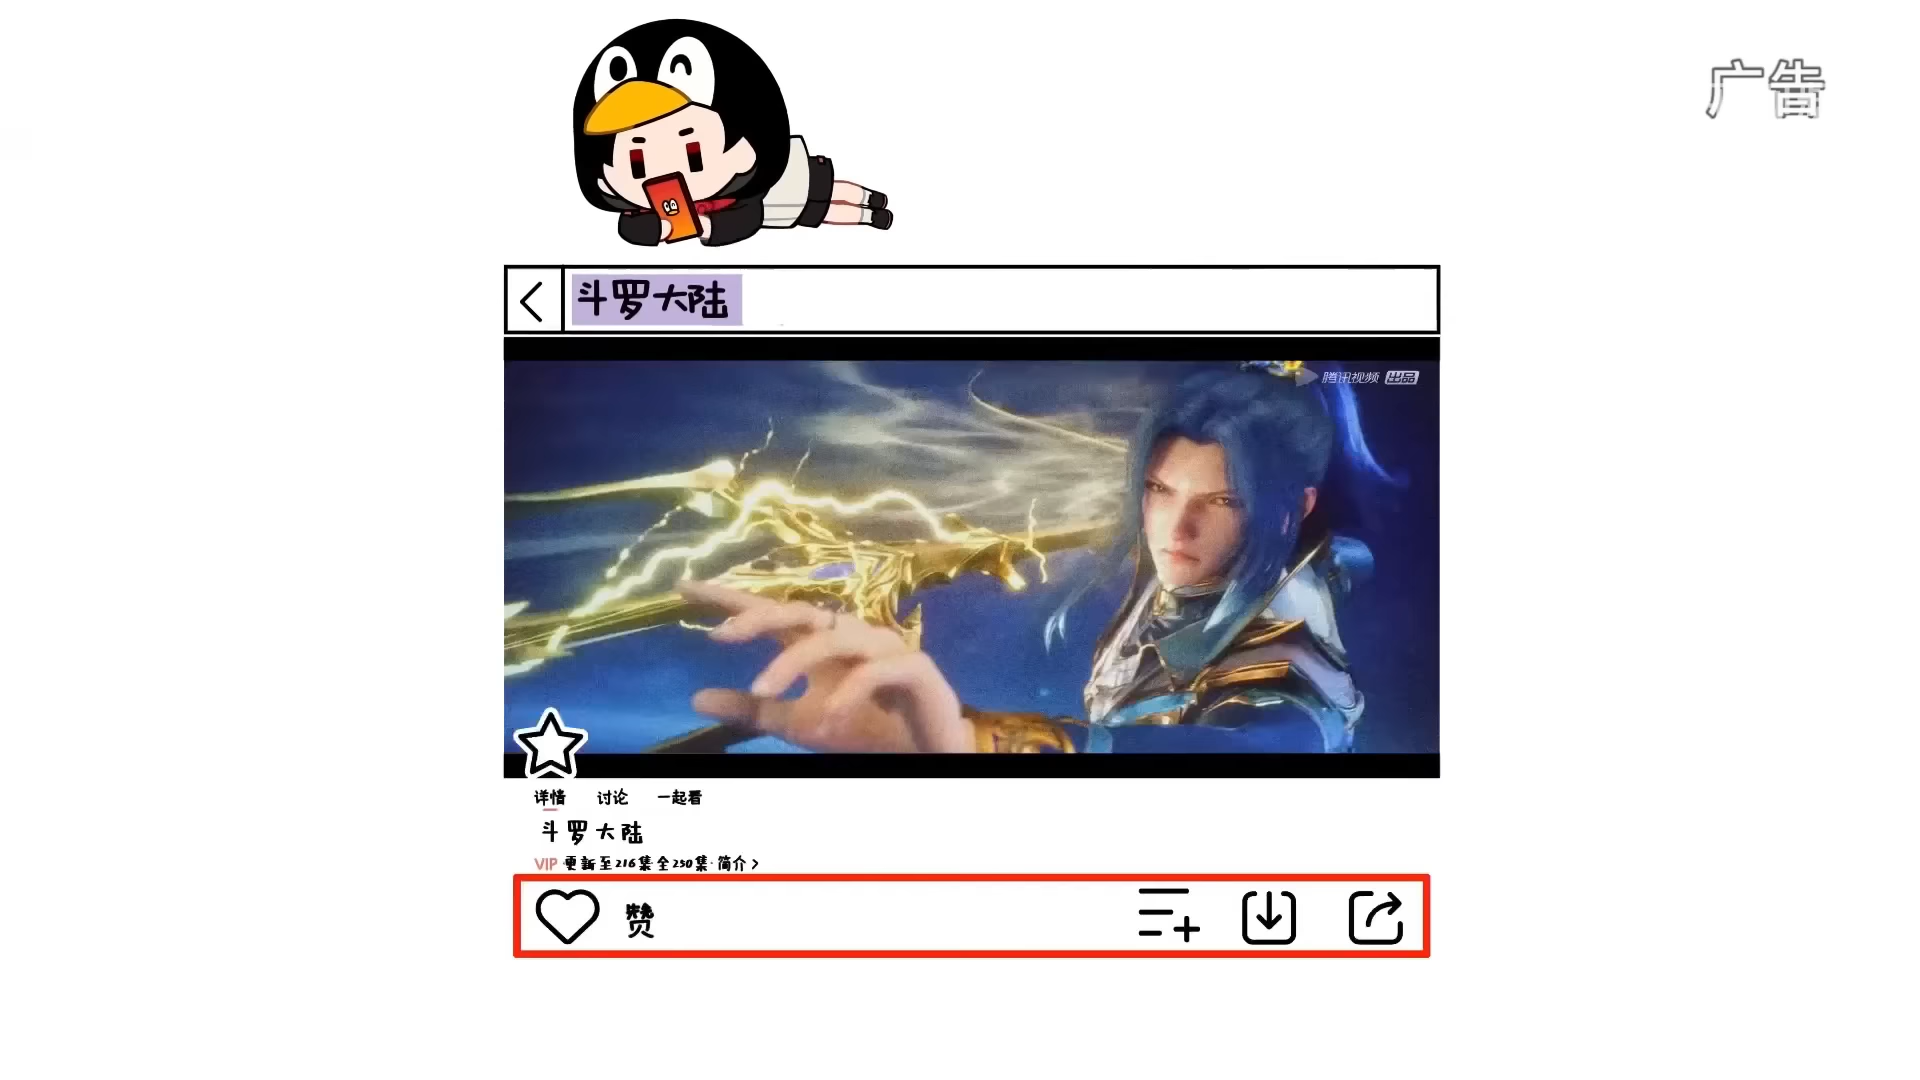 广告
斗罗大陆
腾讯视频 出品
详情 讨论 一起看
斗罗大陆
VIP 更新至216集·全250集·简介>
赞